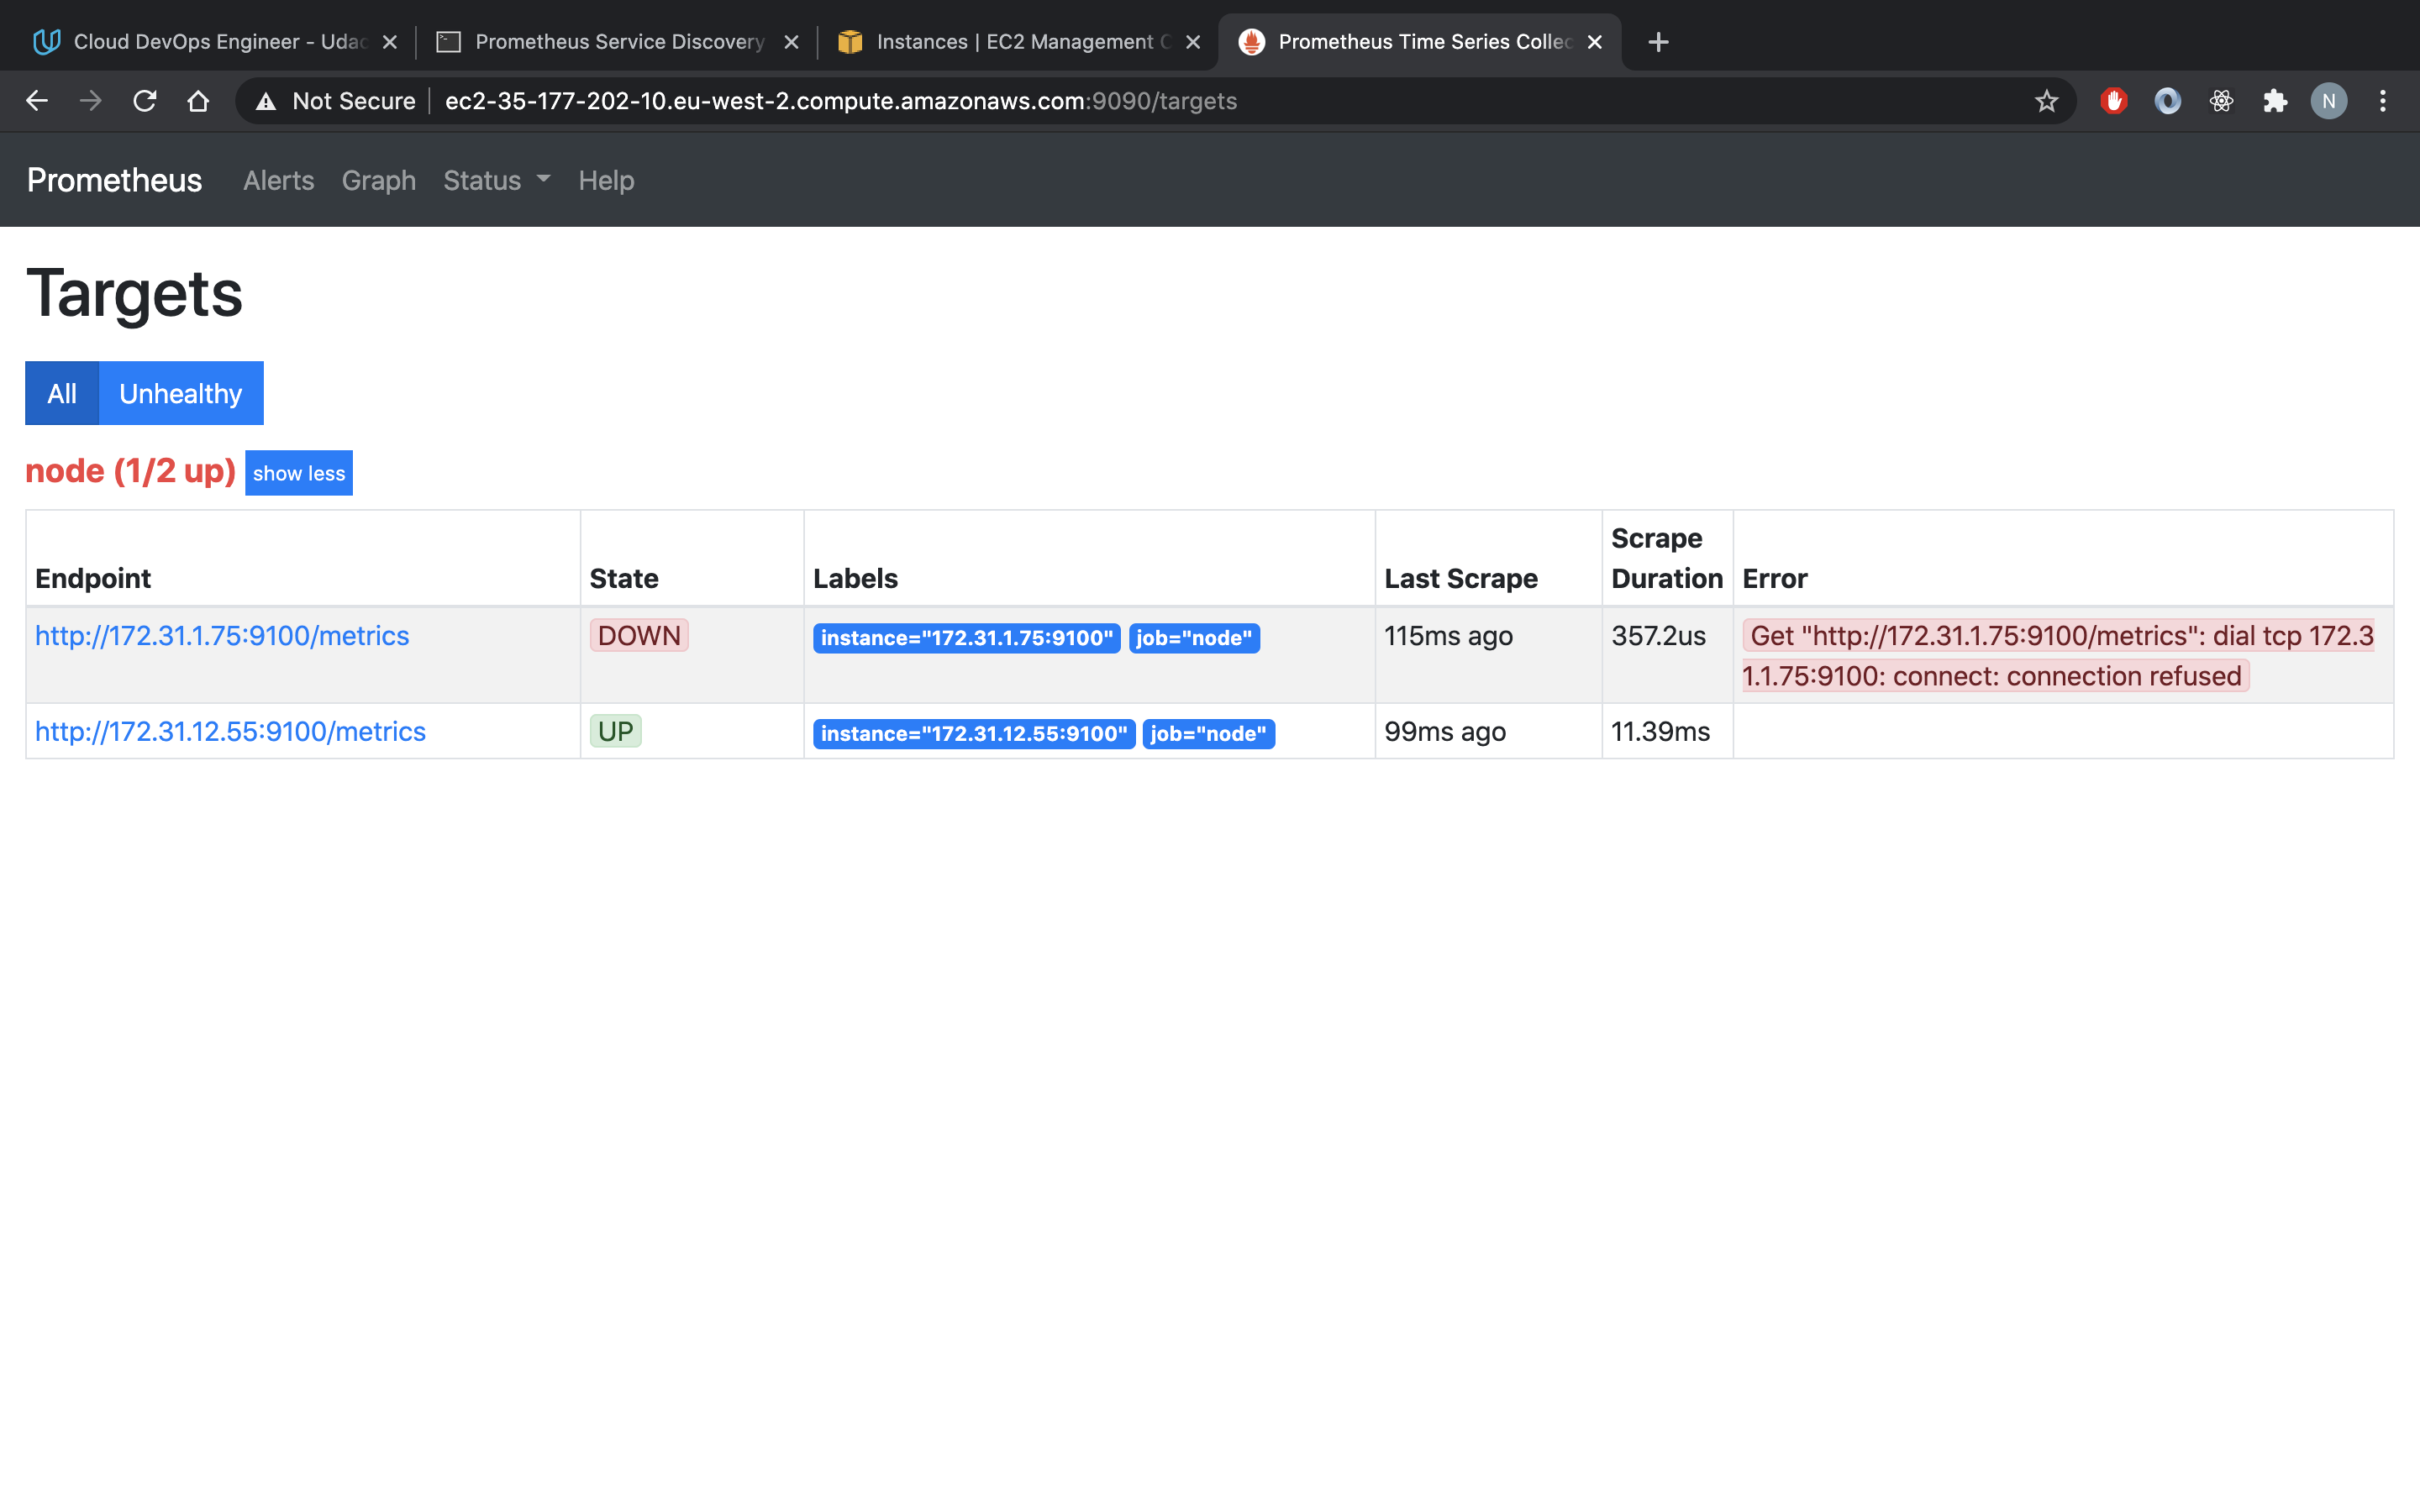 Cloud DevOps Engineer - Udac
Prometheus Service Discovery
Instances | EC2 Management C
Prometheus Time Series Collec
Not Secure ec2-35-177-202-10.eu-west-2.compute.amazonaws.com:9090/targets N
Prometheus Alerts Graph Status Help
Targets
All Unhealthy
node (1/2 up) show less
Endpoint State Labels Last Scrape Scrape Duration Error
http://172.31.1.75:9100/metrics DOWN instance="172.31.1.75:9100" job="node" 115ms ago 357.2us Get "http://172.31.1.75:9100/metrics": dial tcp 172.3
1.1.75:9100: connect: connection refused
http://172.31.12.55:9100/metrics UP instance="172.31.12.55:9100" job="node" 99ms ago 11.39ms